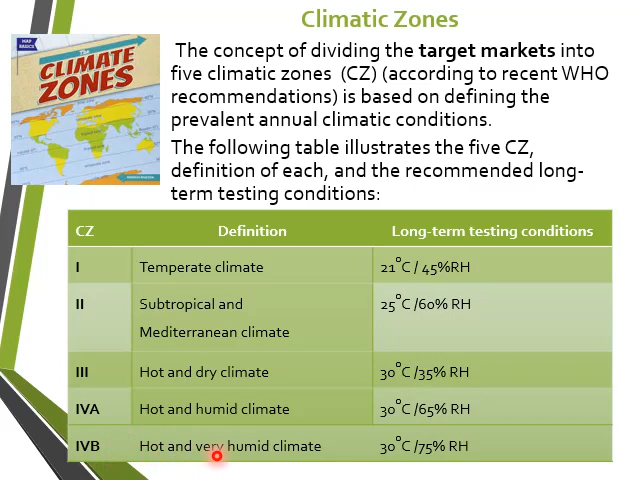 Climatic Zones
MAP BASICS
The
CLIMATE
ZONES
The concept of dividing the target markets into
five climatic zones (CZ) (according to recent WHO
recommendations) is based on defining the
prevalent annual climatic conditions.
The following table illustrates the five CZ,
definition of each, and the recommended long-
term testing conditions:
CZ Definition Long-term testing conditions
I Temperate climate 21°C / 45%RH
II Subtropical and 25°C /60% RH
Mediterranean climate
III Hot and dry climate 30°C /35% RH
IVA Hot and humid climate 30°C /65% RH
IVB Hot and very humid climate 30°C /75% RH